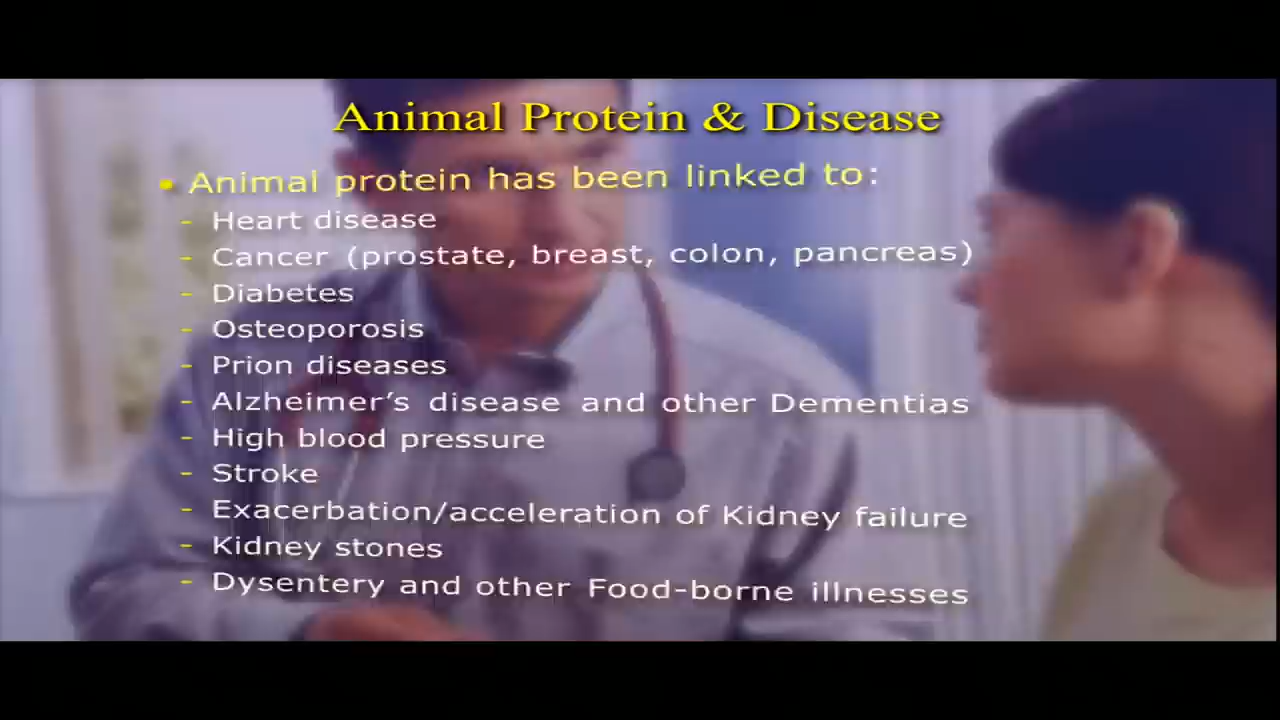 Animal Protein & Disease
• Animal protein has been linked to:
- Heart disease
- Cancer (prostate, breast, colon, pancreas)
- Diabetes
- Osteoporosis
- Prion diseases
- Alzheimer's disease and other Dementias
- High blood pressure
- Stroke
- Exacerbation/acceleration of Kidney failure
- Kidney stones
- Dysentery and other Food-borne illnesses